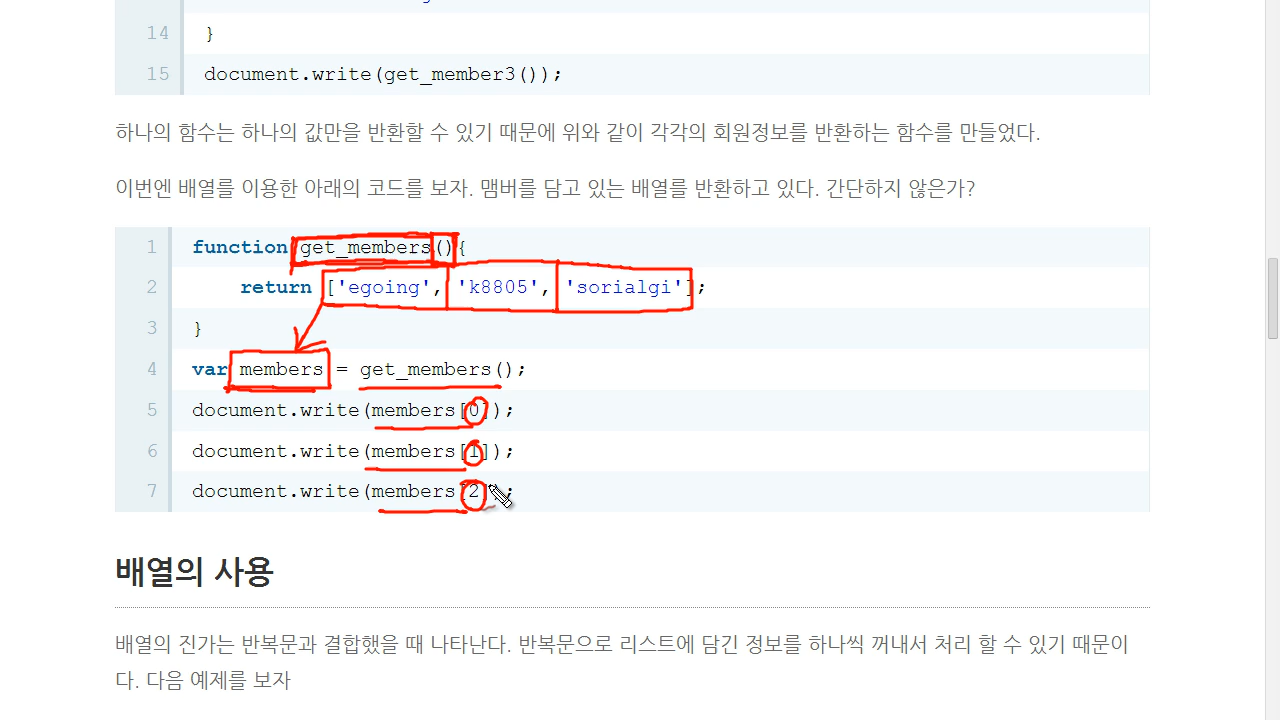 14 }
15 document.write(get_member3());
하나의 함수는 하나의 값만을 반환할 수 있기 때문에 위와 같이 각각의 회원정보를 반환하는 함수를 만들었다.
이번엔 배열를 이용한 아래의 코드를 보자. 맴버를 담고 있는 배열를 반환하고 있다. 간단하지 않은가?
1 function get_members(){
2 return ['egoing', 'k8805', 'sorialgi'];
3 }
4 var members = get_members();
5 document.write(members[0]);
6 document.write(members[1]);
7 document.write(members[2]);
배열의 사용
배열의 진가는 반복문과 결합했을 때 나타난다. 반복문으로 리스트에 담긴 정보를 하나씩 꺼내서 처리 할 수 있기 때문이
다. 다음 예제를 보자